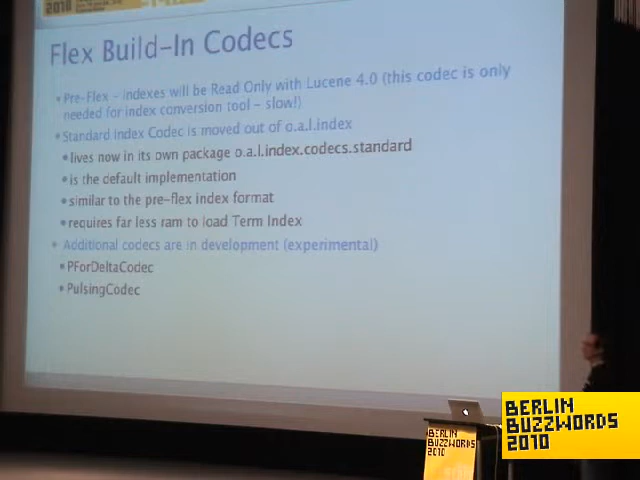 2010
Flex Build-In Codecs
• Pre-Flex - Indexes will be Read Only with Lucene 4.0 (this codec is only
needed for index conversion tool - slow!)
• Standard Index Codec is moved out of o.a.l.index
• lives now in its own package o.a.l.index.codecs.standard
• is the default implementation
• similar to the pre-flex index format
• requires far less ram to load Term Index
• Additional codecs are in development (experimental)
• PForDeltaCodec
• PulsingCodec
BERLIN
BUZZWORDS
2010
BERLIN
BUZZWORDS
2010